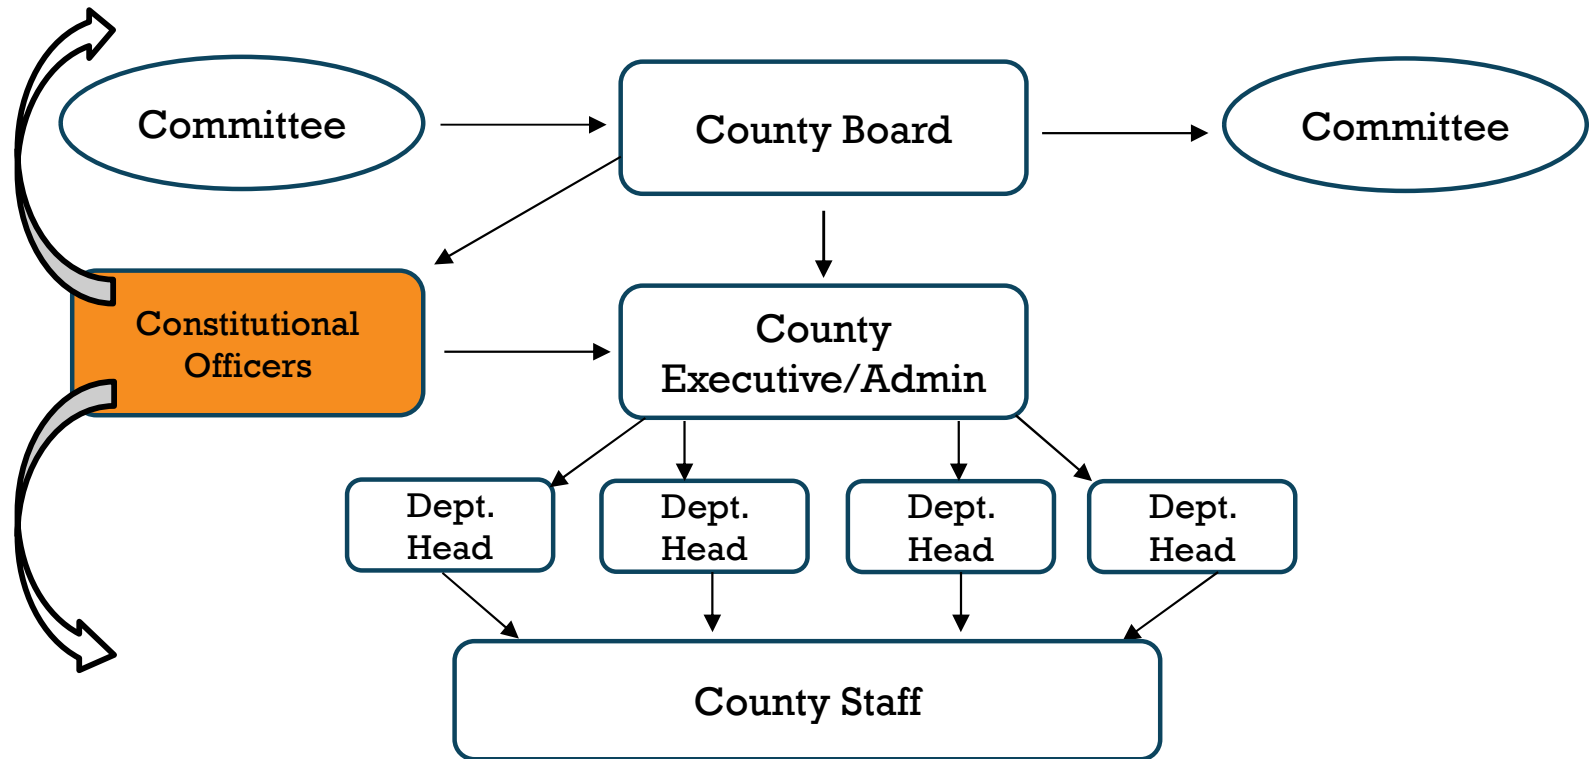 Committee
County Board
Committee
Constitutional
Officers
County
Executive/Admin
Dept.
Head
Dept.
Head
Dept.
Head
Dept.
Head
County Staff